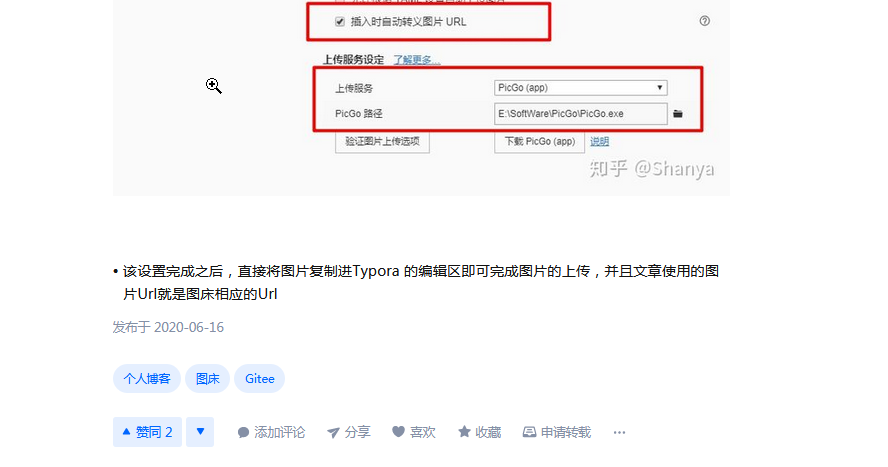 插入时自动转义图片 URL
上传服务设定 了解更多...
上传服务 PicGo (app)
PicGo 路径 E:\SoftWare\PicGo\PicGo.exe
验证图片上传选项 下载 PicGo (app) 说明
知乎 @Shanya
• 该设置完成之后，直接将图片复制进Typora 的编辑区即可完成图片的上传，并且文章使用的图
片Url就是图床相应的Url
发布于 2020-06-16
个人博客 图床 Gitee
赞同 2 添加评论 分享 喜欢 收藏 申请转载 ...